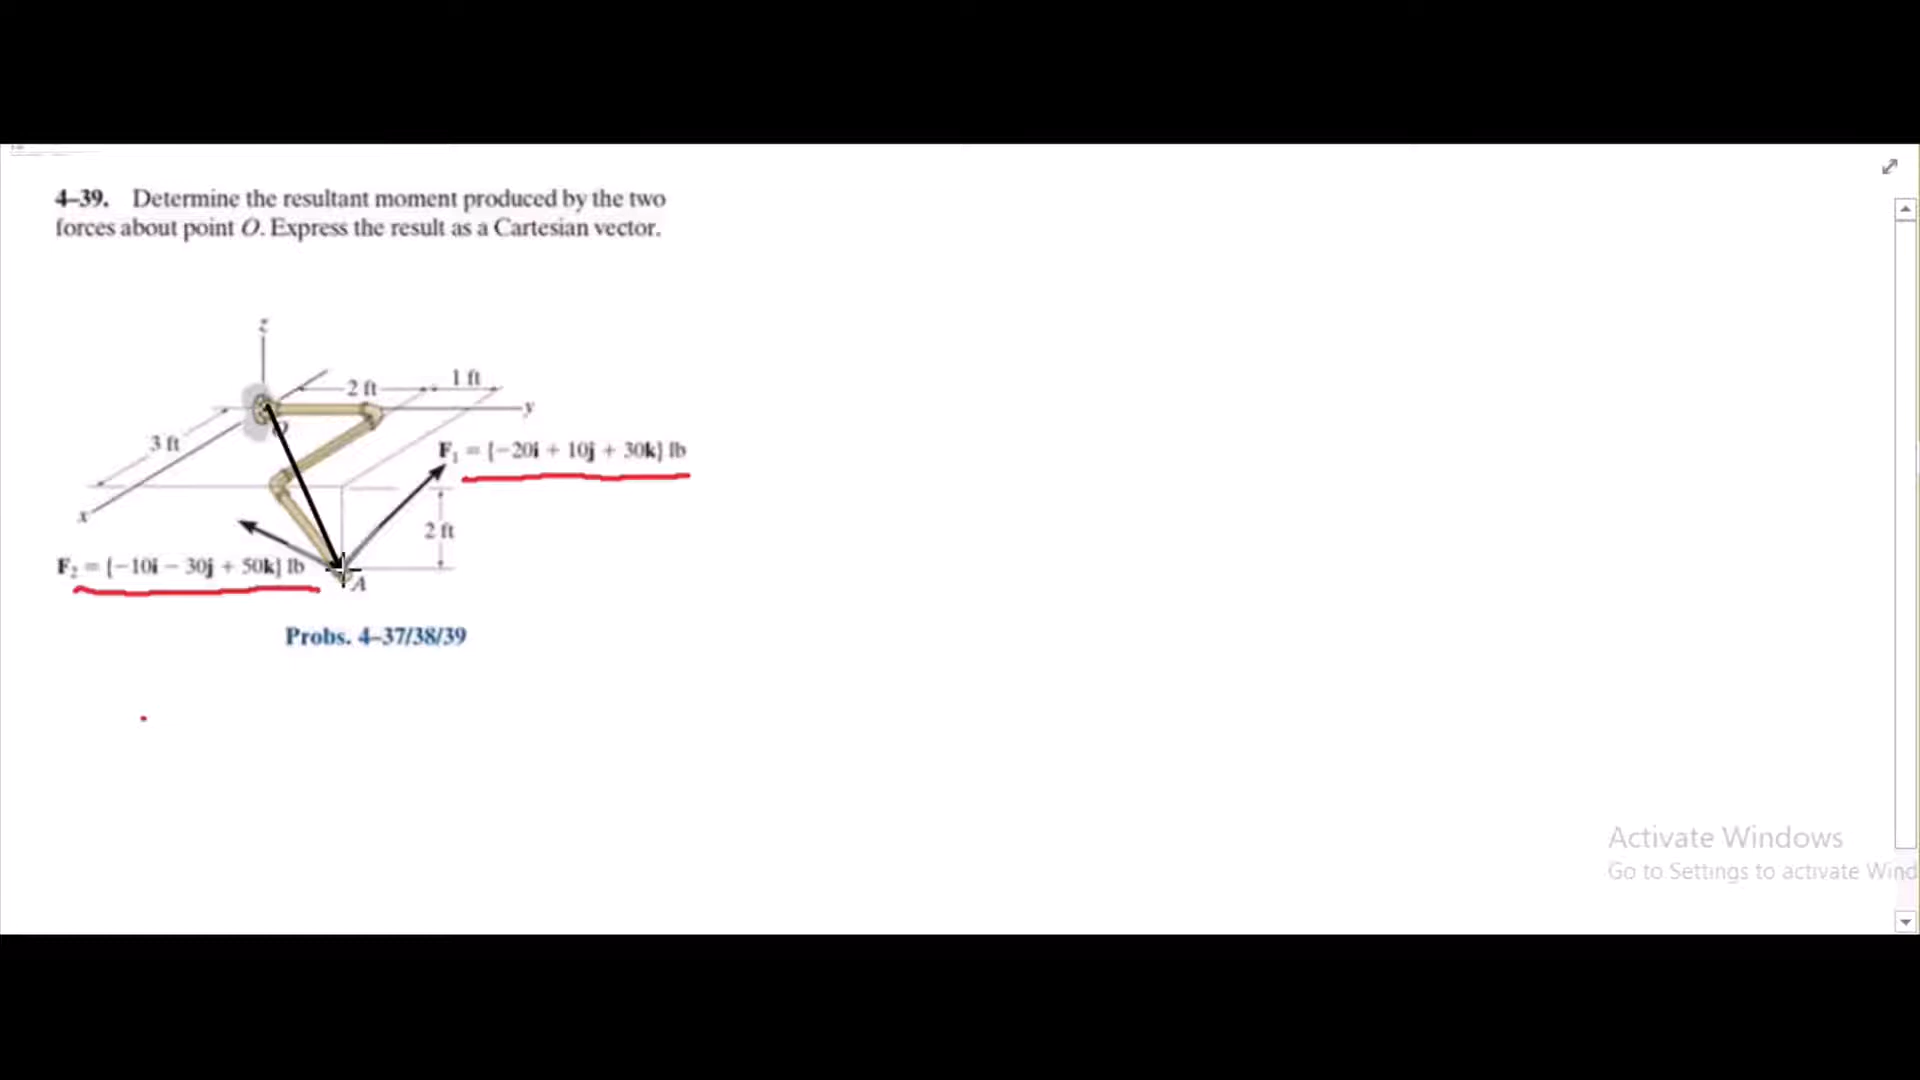 4–39. Determine the resultant moment produced by the two
forces about point O. Express the result as a Cartesian vector.
z
2 ft
1 ft
y
O
3 ft
F₁ = {−20i + 10j + 30k} lb
x
2 ft
F₂ = {−10i − 30j + 50k} lb
A
Probs. 4–37/38/39
Activate Windows
Go to Settings to activate Wind